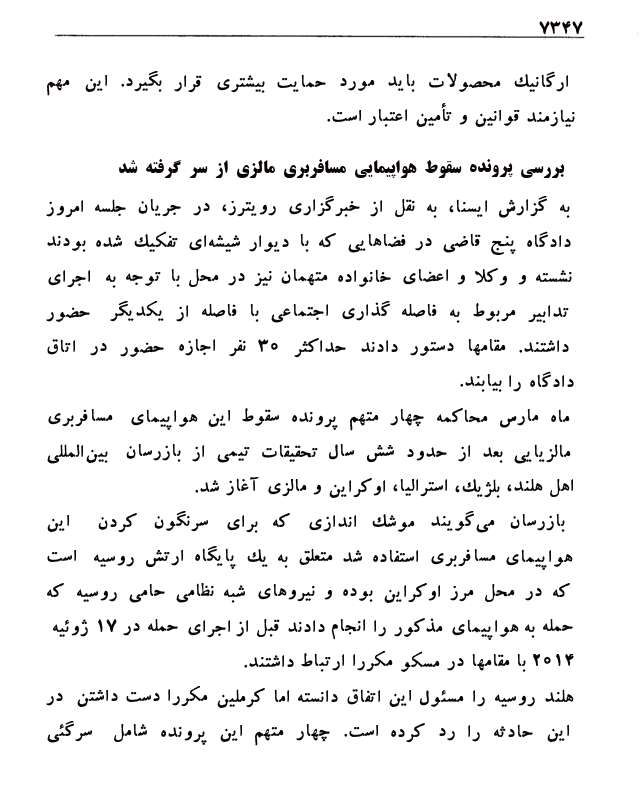 ۷۳۴۷
ارگانیك محصولات باید مورد حمایت بیشتری قرار بگیرد. این مهم
نیازمند قوانین و تأمین اعتبار است.
بررسی پرونده سقوط هواپیمایی مسافربری مالزی از سر گرفته شد
به گزارش ایسنا، به نقل از خبرگزاری رویترز، در جریان جلسه امروز
دادگاه پنج قاضی در فضاهایی که با دیوار شیشه‌ای تفکیك شده بودند
نشسته و وکلا و اعضای خانواده متهمان نیز در محل با توجه به اجرای
تدابیر مربوط به فاصله گذاری اجتماعی با فاصله از یکدیگر حضور
داشتند. مقامها دستور دادند حداکثر ۳۰ نفر اجازه حضور در اتاق
دادگاه را بیابند.
ماه مارس محاکمه چهار متهم پرونده سقوط این هواپیمای مسافربری
مالزیایی بعد از حدود شش سال تحقیقات تیمی از بازرسان بین‌المللی
اهل هلند، بلژیك، استرالیا، اوکراین و مالزی آغاز شد.
بازرسان می‌گویند موشك اندازی که برای سرنگون کردن این
هواپیمای مسافربری استفاده شد متعلق به یك پایگاه ارتش روسیه است
که در محل مرز اوکراین بوده و نیروهای شبه نظامی حامی روسیه که
حمله به هواپیمای مذکور را انجام دادند قبل از اجرای حمله در ۱۷ ژوئیه
۲۰۱۴ با مقامها در مسکو مکررا ارتباط داشتند.
هلند روسیه را مسئول این اتفاق دانسته اما کرملین مکررا دست داشتن در
این حادثه را رد کرده است. چهار متهم این پرونده شامل سرگئی